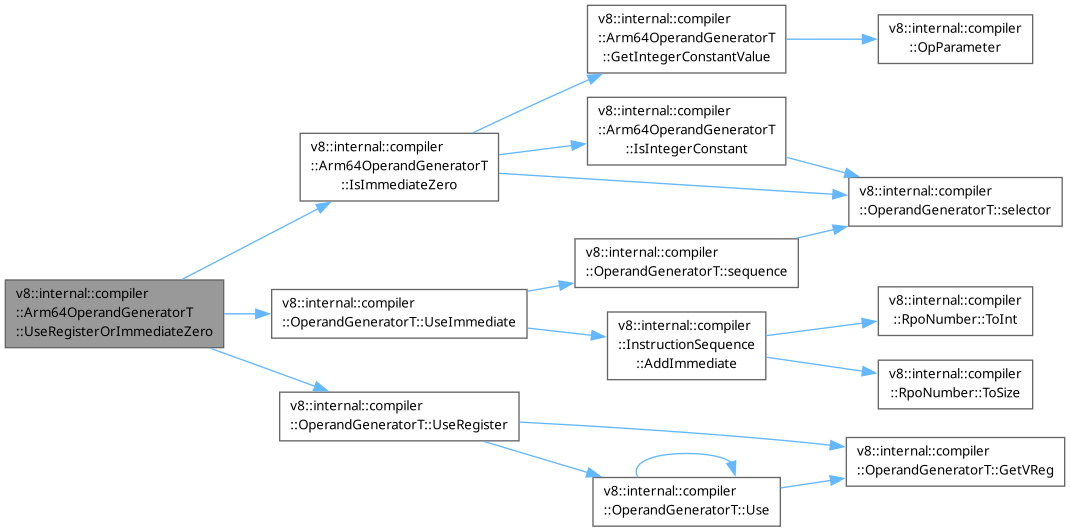 v8::internal::compiler
::Arm64OperandGeneratorT
::UseRegisterOrImmediateZero
v8::internal::compiler
::Arm64OperandGeneratorT
::IsImmediateZero
v8::internal::compiler
::Arm64OperandGeneratorT
::GetIntegerConstantValue
v8::internal::compiler
::OpParameter
v8::internal::compiler
::Arm64OperandGeneratorT
::IsIntegerConstant
v8::internal::compiler
::OperandGeneratorT::selector
v8::internal::compiler
::OperandGeneratorT::UseImmediate
v8::internal::compiler
::OperandGeneratorT::sequence
v8::internal::compiler
::InstructionSequence
::AddImmediate
v8::internal::compiler
::RpoNumber::ToInt
v8::internal::compiler
::RpoNumber::ToSize
v8::internal::compiler
::OperandGeneratorT::UseRegister
v8::internal::compiler
::OperandGeneratorT::GetVReg
v8::internal::compiler
::OperandGeneratorT::Use